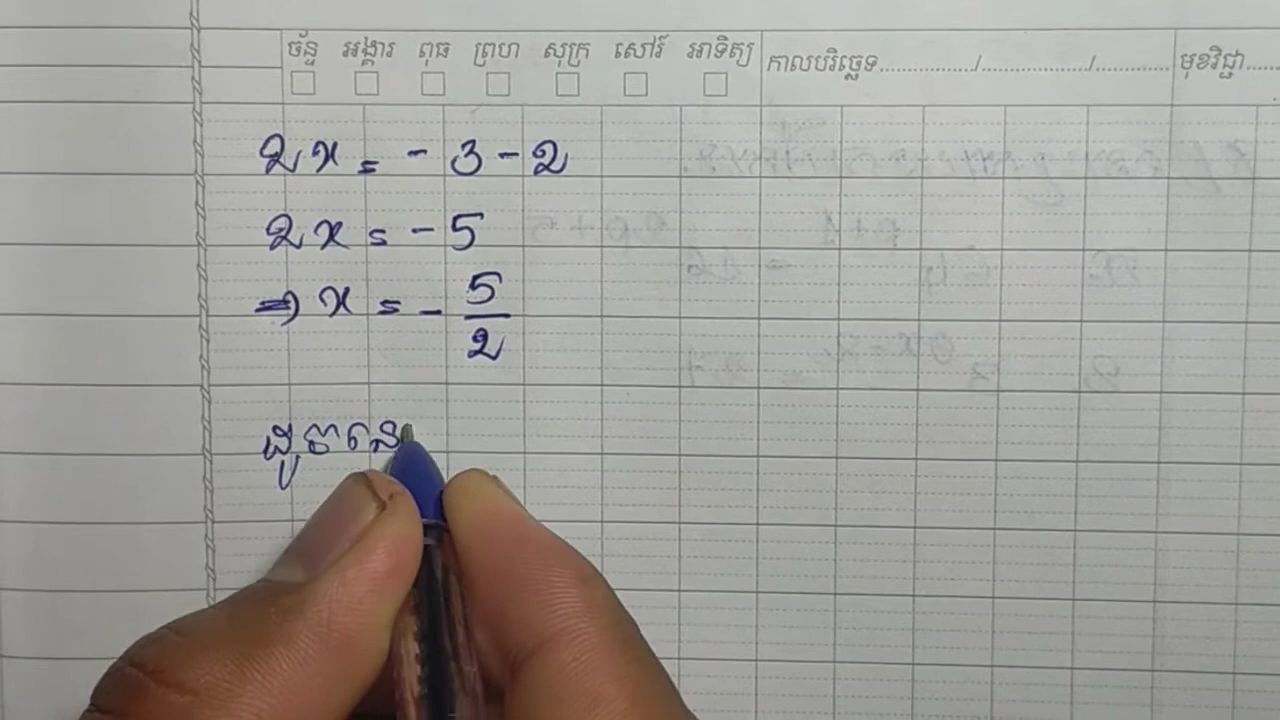 ច័ន្ទ អង្គារ ពុធ ព្រហ សុក្រ សៅរ៍ អាទិត្យ កាលបរិច្ឆេទ................/................/............ មុខវិជ្ជា......
2x = - 3 - 2
2x = - 5
⇒ x = - 5/2
ដូចនេ